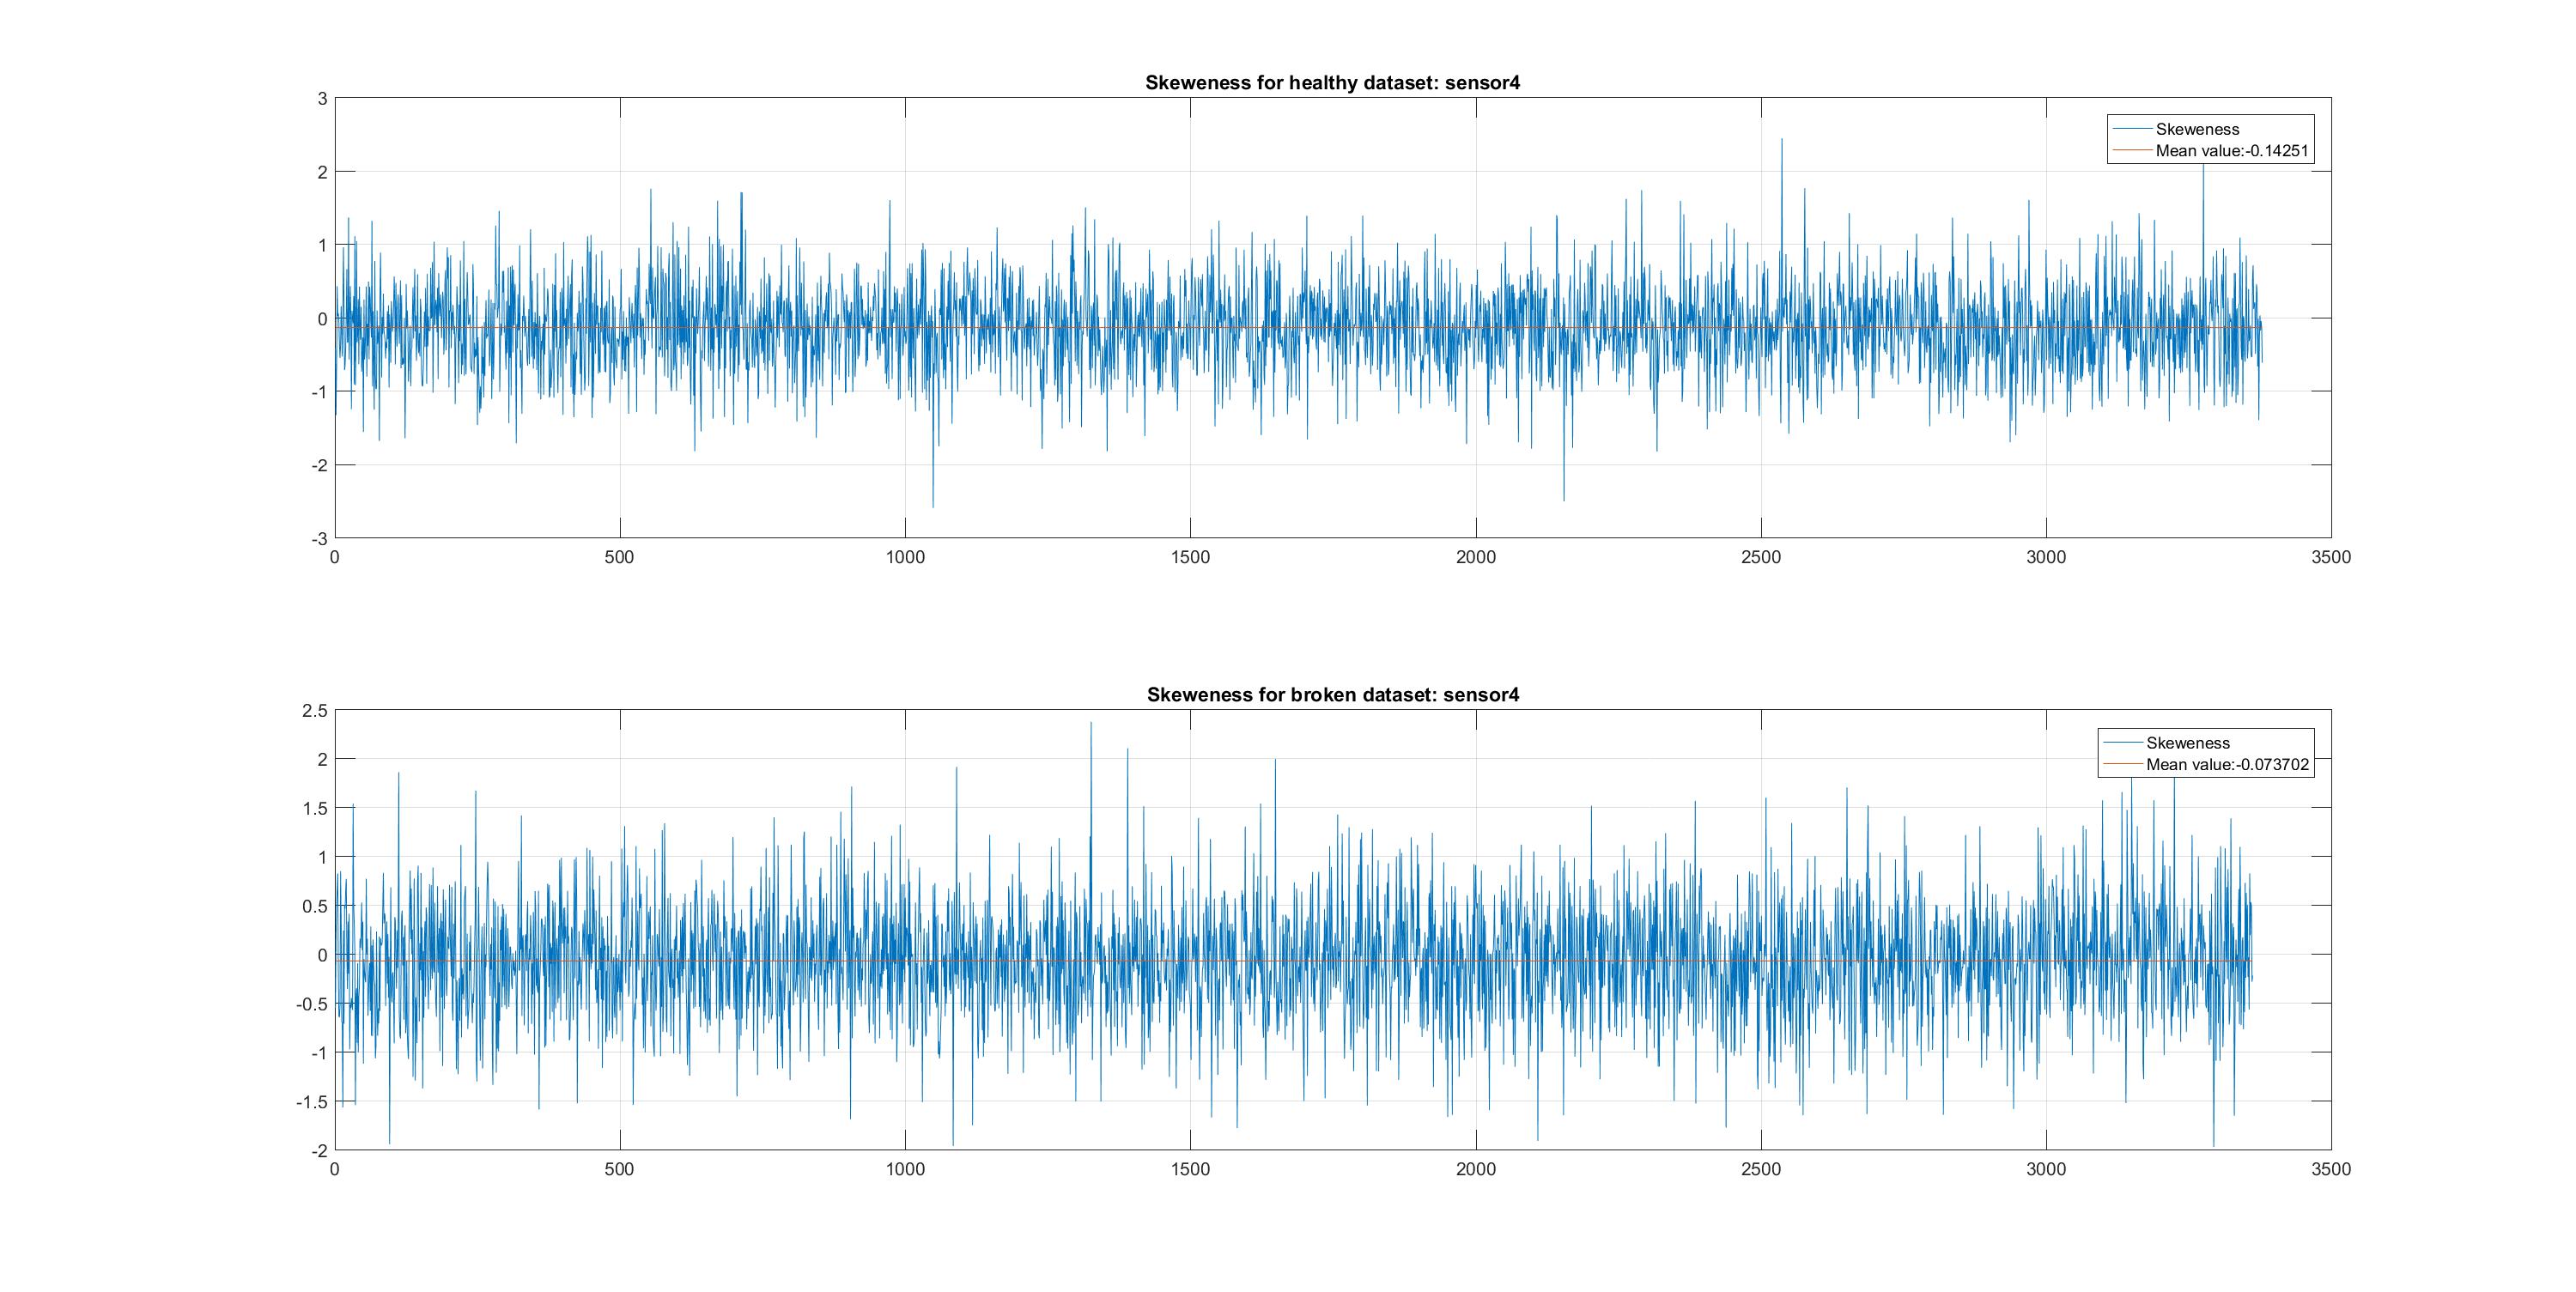 Skeweness for healthy dataset: sensor4
3
2
1
0
-1
-2
-3
Skeweness
Mean value:-0.14251
0 500 1000 1500 2000 2500 3000 3500
Skeweness for broken dataset: sensor4
2.5
2
1.5
1
0.5
0
-0.5
-1
-1.5
-2
Skeweness
Mean value:-0.073702
0 500 1000 1500 2000 2500 3000 3500